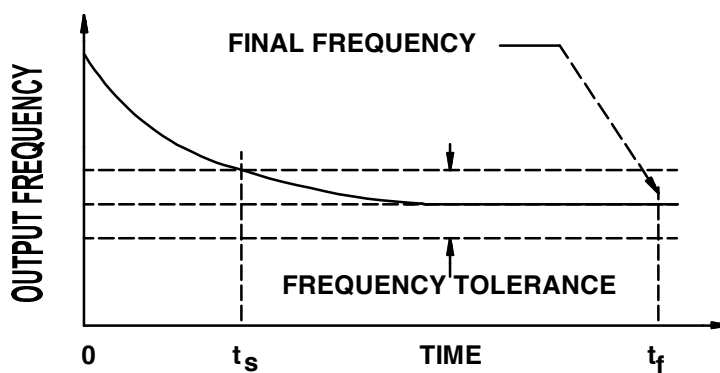 FINAL FREQUENCY
OUTPUT FREQUENCY
FREQUENCY TOLERANCE
0 ts TIME tf